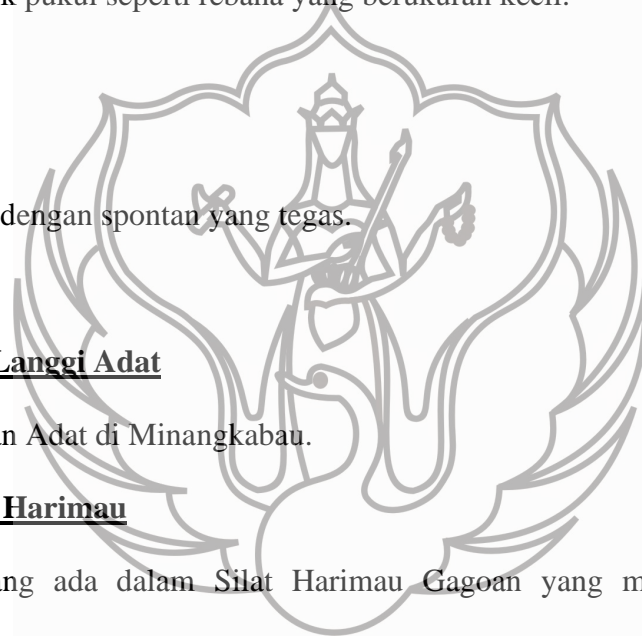 k pukul seperti rebana yang berukuran kecil.
dengan spontan yang tegas.
Langgi Adat
an Adat di Minangkabau.
Harimau
ang ada dalam Silat Harimau Gagoan yang m